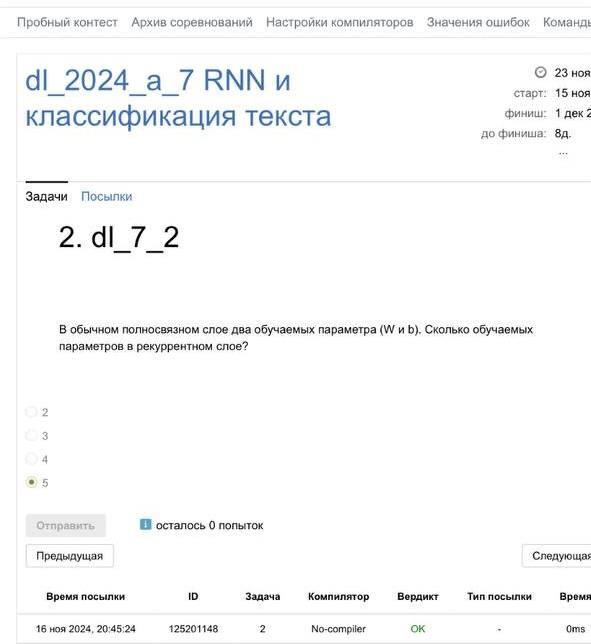 Пробный контест Архив соревнований Настройки компиляторов Значения ошибок Команды
dl_2024_a_7 RNN и
классификация текста
23 ноя
старт: 15 ноя
финиш: 1 дек 2
до финиша: 8д.
...
Задачи Посылки
2. dl_7_2
В обычном полносвязном слое два обучаемых параметра (W и b). Сколько обучаемых
параметров в рекуррентном слое?
2
3
4
5
Отправить
осталось 0 попыток
Предыдущая
Следующая
Время посылки ID Задача Компилятор Вердикт Тип посылки Время
16 ноя 2024, 20:45:24 125201148 2 No-compiler OK - 0ms